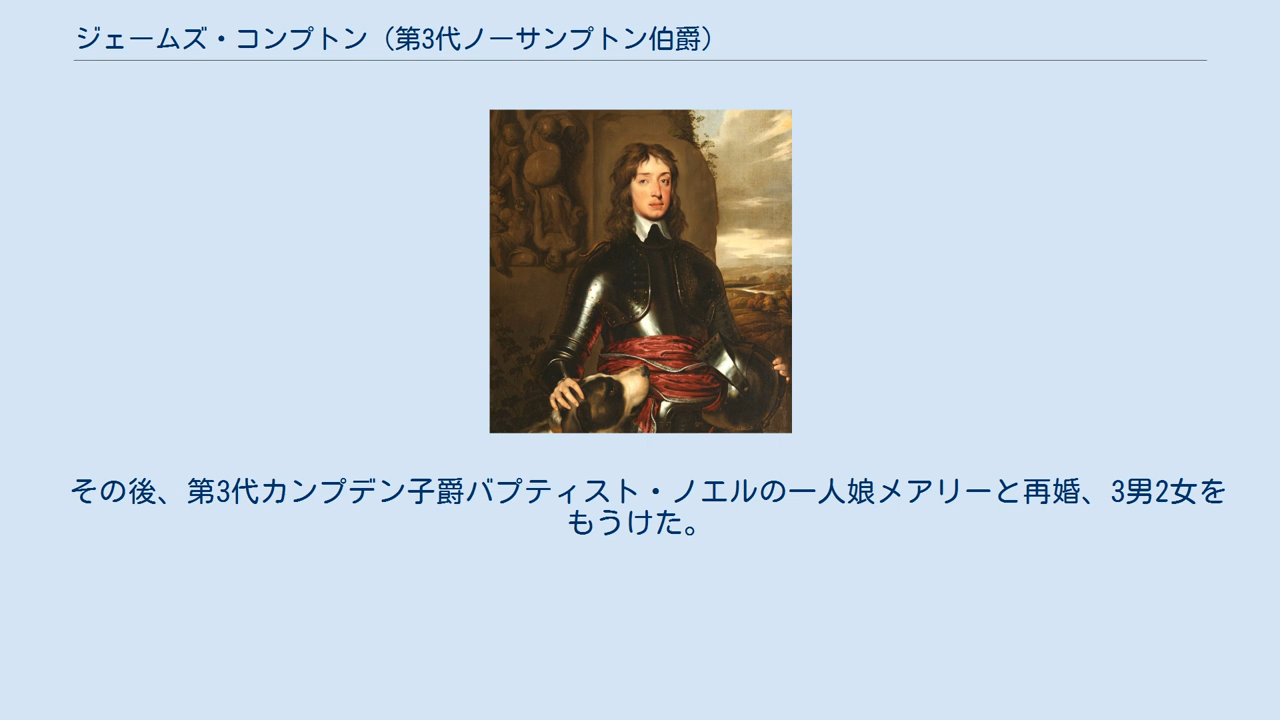 ジェームズ・コンプトン（第3代ノーサンプトン伯爵）
その後、第3代カンプデン子爵バプティスト・ノエルの一人娘メアリーと再婚、3男2女を
もうけた。